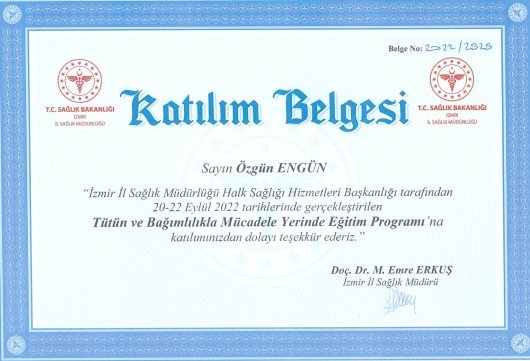 Belge No: 2022/2525
T.C. SAĞLIK BAKANLIĞI
İZMİR
İL SAĞLIK MÜDÜRLÜĞÜ
Katılım Belgesi
T.C. SAĞLIK BAKANLIĞI
İZMİR
İL SAĞLIK MÜDÜRLÜĞÜ
Sayın Özgün ENGÜN
"İzmir İl Sağlık Müdürlüğü Halk Sağlığı Hizmetleri Başkanlığı tarafından
20-22 Eylül 2022 tarihlerinde gerçekleştirilen
Tütün ve Bağımlılıkla Mücadele Yerinde Eğitim Programı'na
katılımınızdan dolayı teşekkür ederiz."
Doç. Dr. M. Emre ERKUŞ
İzmir İl Sağlık Müdürü